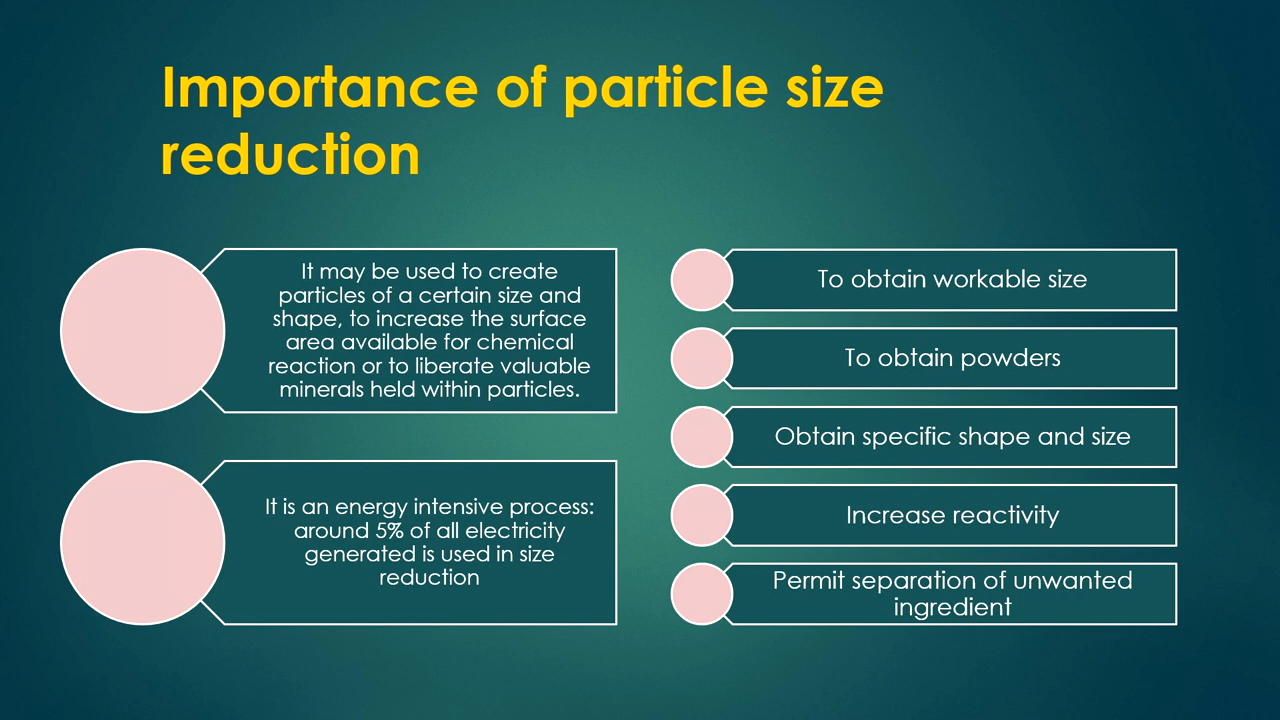 Importance of particle size
reduction
It may be used to create
particles of a certain size and
shape, to increase the surface
area available for chemical
reaction or to liberate valuable
minerals held within particles.
It is an energy intensive process:
around 5% of all electricity
generated is used in size
reduction
To obtain workable size
To obtain powders
Obtain specific shape and size
Increase reactivity
Permit separation of unwanted
ingredient